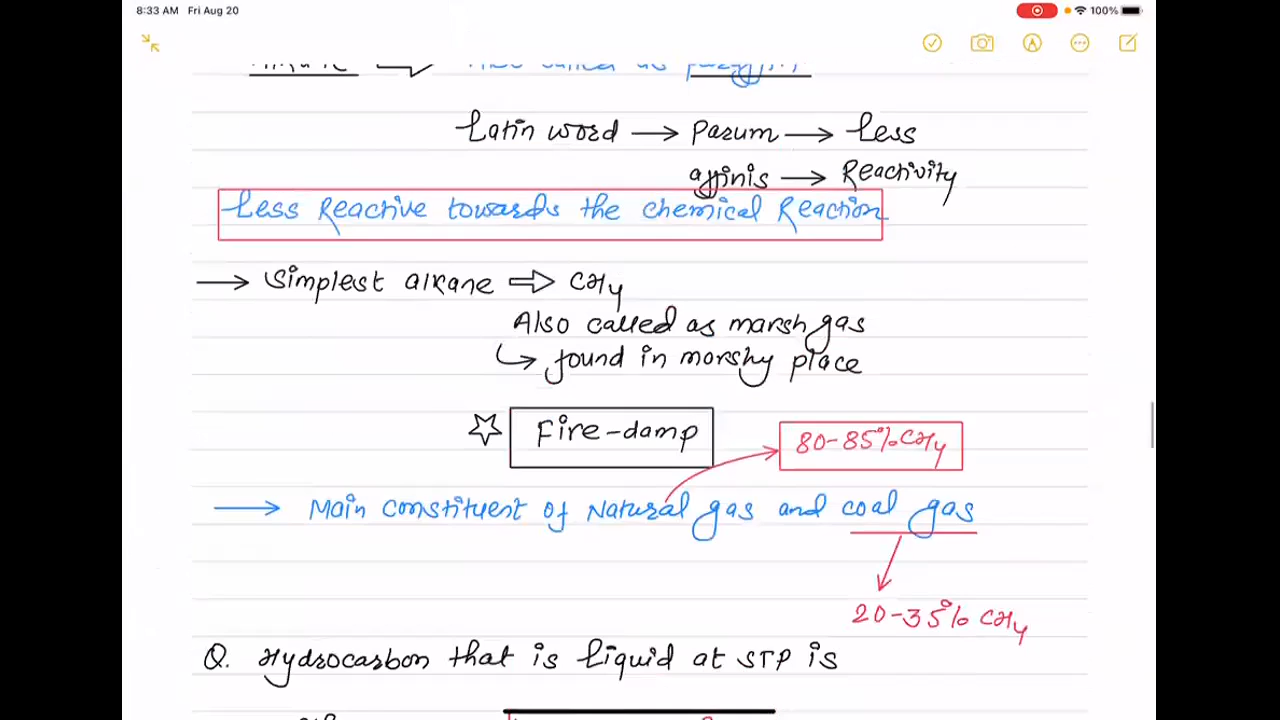 8:33 AM Fri Aug 20
100%
Latin word → Parum → Less
affinis → Reactivity
Less Reactive towards the chemical Reaction
→ Simplest alkane ⇒ CH4
Also called as marsh gas
↳ found in marshy place
☆ Fire-damp
80-85% CH4
→ Main constituent of Natural gas and coal gas
20-35% CH4
Q. Hydrocarbon that is liquid at STP is